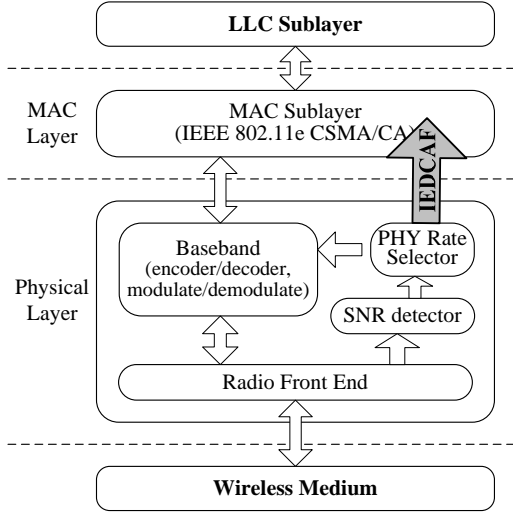 LLC Sublayer
MAC
Layer
MAC Sublayer
(IEEE 802.11e CSMA/CA)
IEDCAF
Physical
Layer
Baseband
(encoder/decoder,
modulate/demodulate)
PHY Rate
Selector
SNR detector
Radio Front End
Wireless Medium